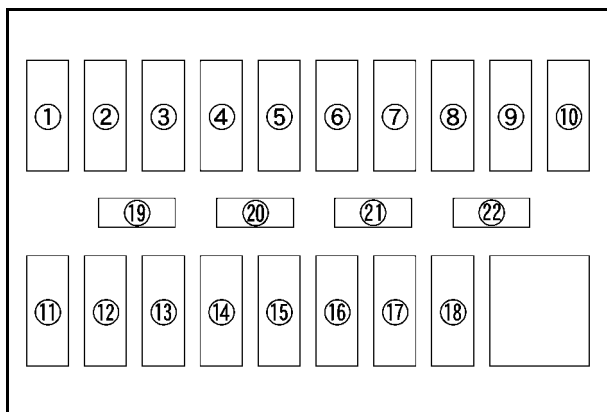 ① ② ③ ④ ⑤ ⑥ ⑦ ⑧ ⑨ ⑩
⑲ ⑳ ㉑ ㉒
⑪ ⑫ ⑬ ⑭ ⑮ ⑯ ⑰ ⑱